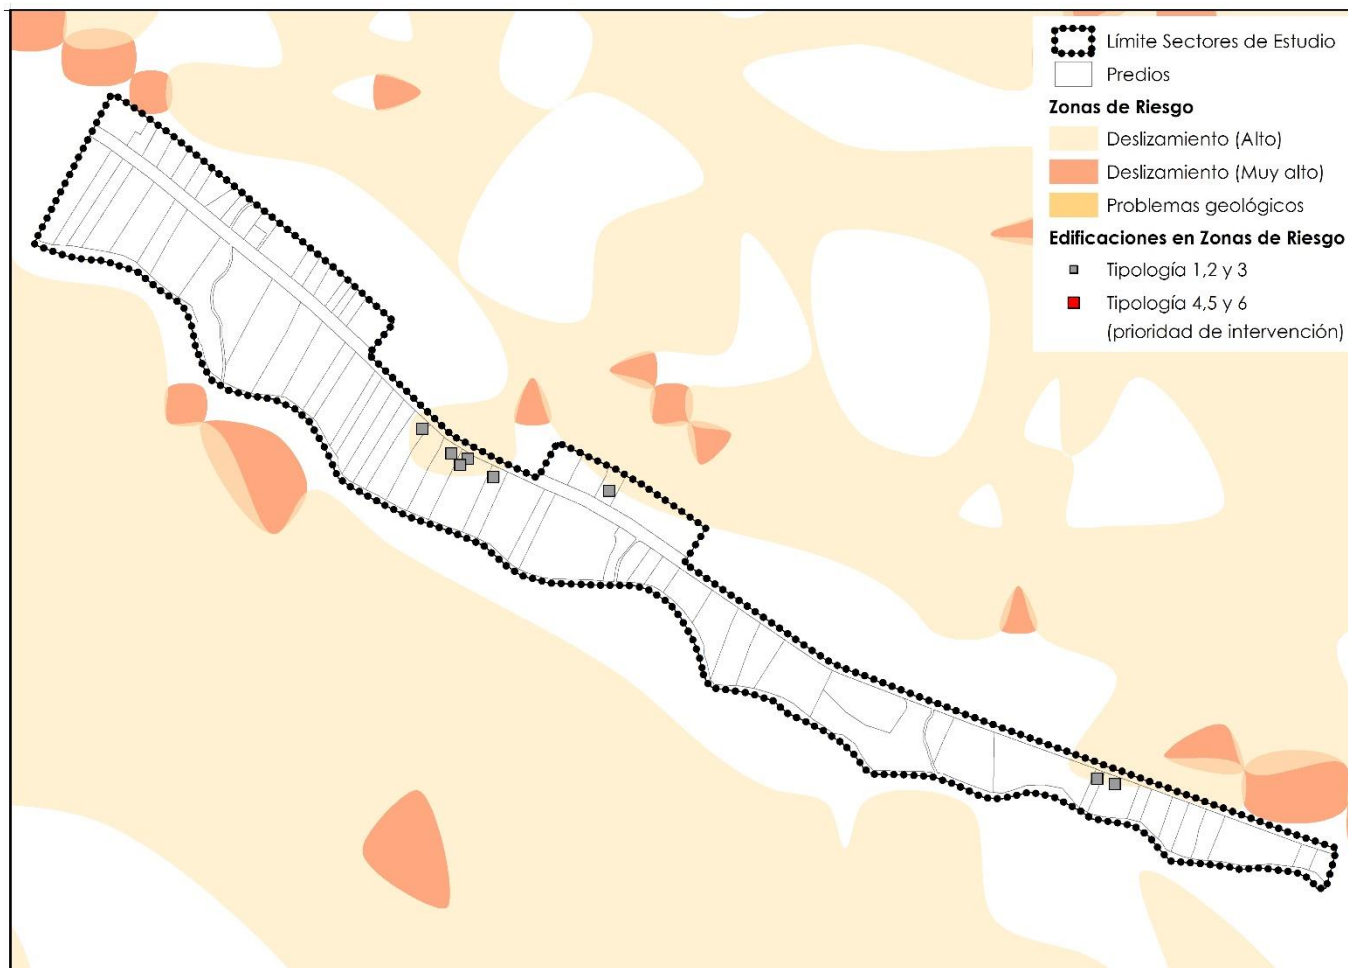 Límite Sectores de Estudio
Predios
Zonas de Riesgo
Deslizamiento (Alto)
Deslizamiento (Muy alto)
Problemas geológicos
Edificaciones en Zonas de Riesgo
Tipología 1,2 y 3
Tipología 4,5 y 6
(prioridad de intervención)